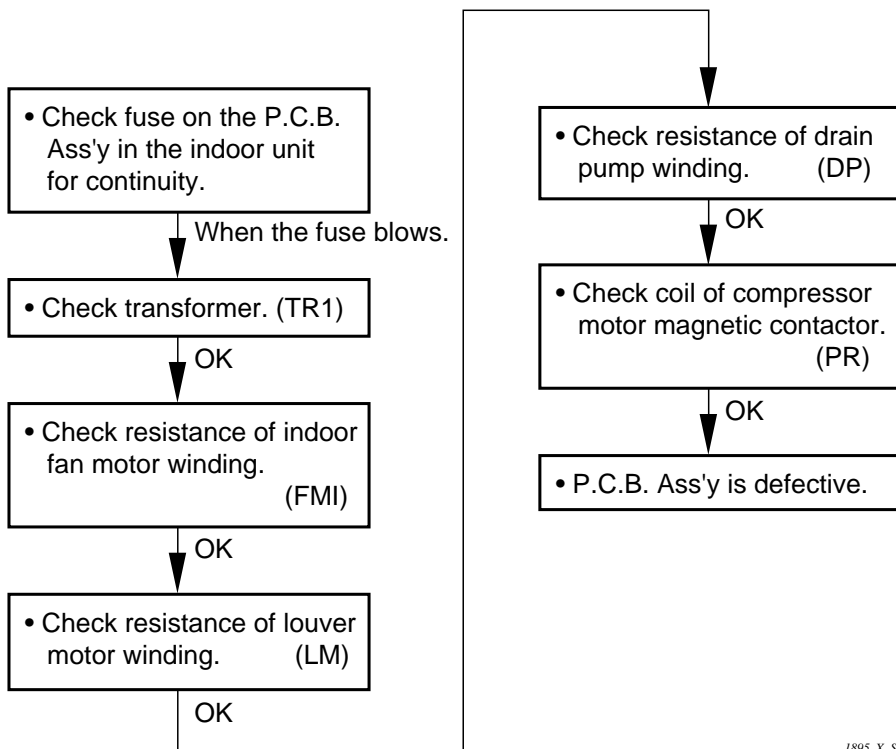 • Check fuse on the P.C.B.
Ass'y in the indoor unit
for continuity.
When the fuse blows.
• Check transformer. (TR1)
OK
• Check resistance of indoor
fan motor winding.
(FMI)
OK
• Check resistance of louver
motor winding. (LM)
OK
• Check resistance of drain
pump winding. (DP)
OK
• Check coil of compressor
motor magnetic contactor.
(PR)
OK
• P.C.B. Ass'y is defective.